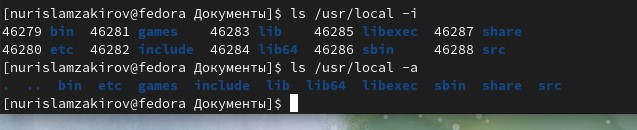 [nurislamzakirov@fedora Документы]$ ls /usr/local -i
46279 bin  46281 games    46283 lib    46285 libexec  46287 share
46280 etc  46282 include  46284 lib64  46286 sbin     46288 src
[nurislamzakirov@fedora Документы]$ ls /usr/local -a
.  ..  bin  etc  games  include  lib  lib64  libexec  sbin  share  src
[nurislamzakirov@fedora Документы]$